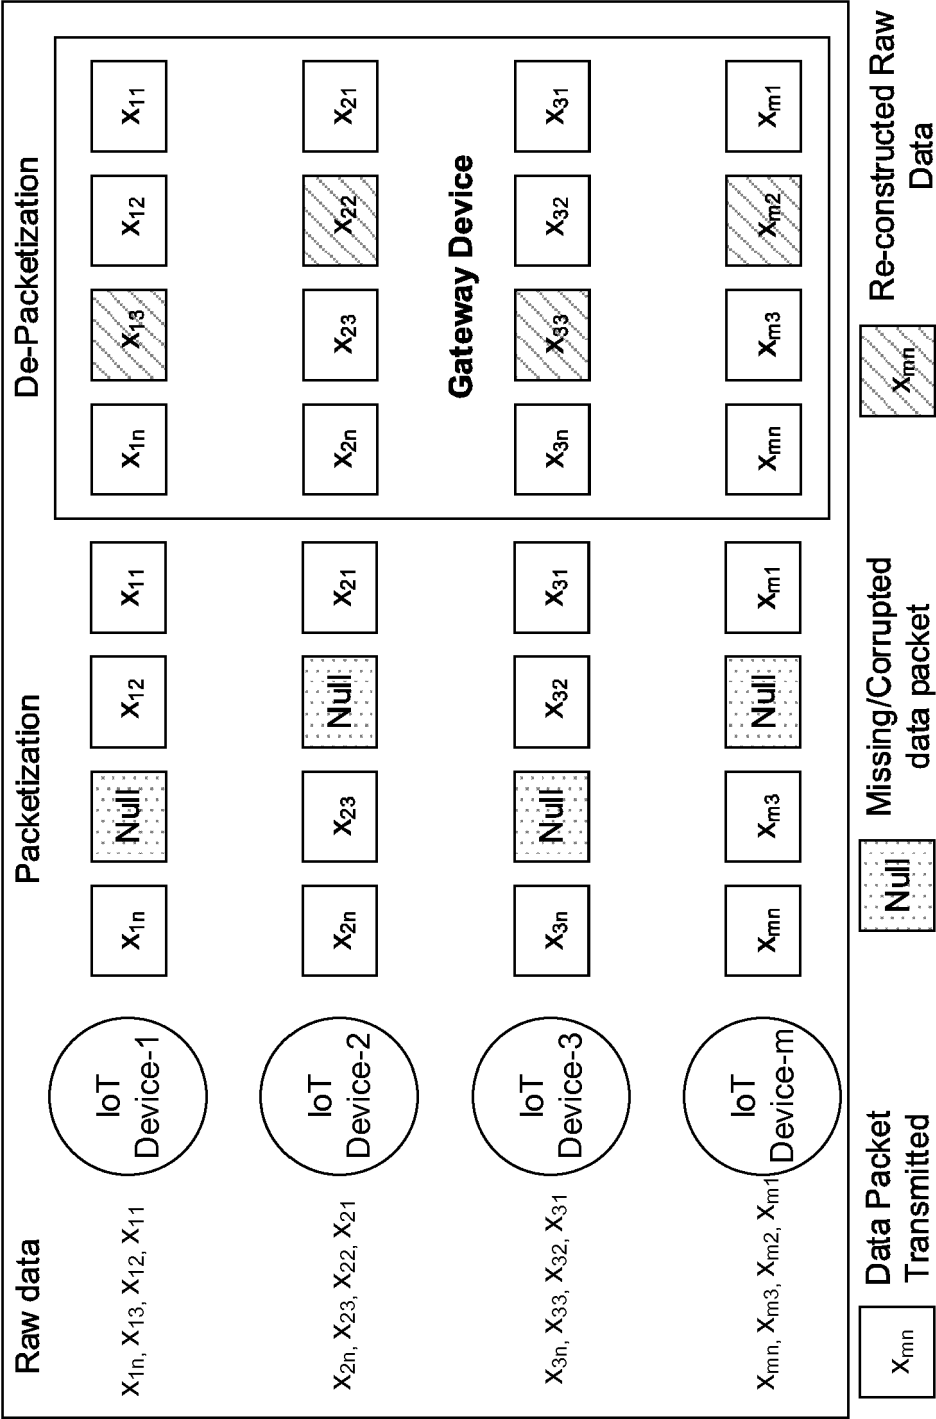 Raw data
Packetization
De-Packetization
x1n, x13, x12, x11
IoT
Device-1
x1n
Null
x12
x11
x1n
x13
x12
x11
x2n, x23, x22, x21
IoT
Device-2
x2n
x23
Null
x21
x2n
x23
x22
x21
Gateway Device
x3n, x33, x32, x31
IoT
Device-3
x3n
Null
x32
x31
x3n
x33
x32
x31
xmn, xm3, xm2, xm1
IoT
Device-m
xmn
xm3
Null
xm1
xmn
xm3
xm2
xm1
xmn
Data Packet
Transmitted
Null
Missing/Corrupted
data packet
xmn
Re-constructed Raw
Data